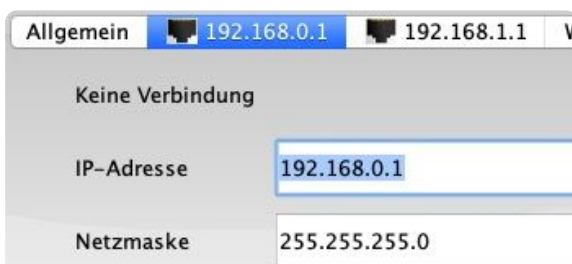 Allgemein 192.168.0.1 192.168.1.1
Keine Verbindung
IP-Adresse 192.168.0.1
Netzmaske 255.255.255.0